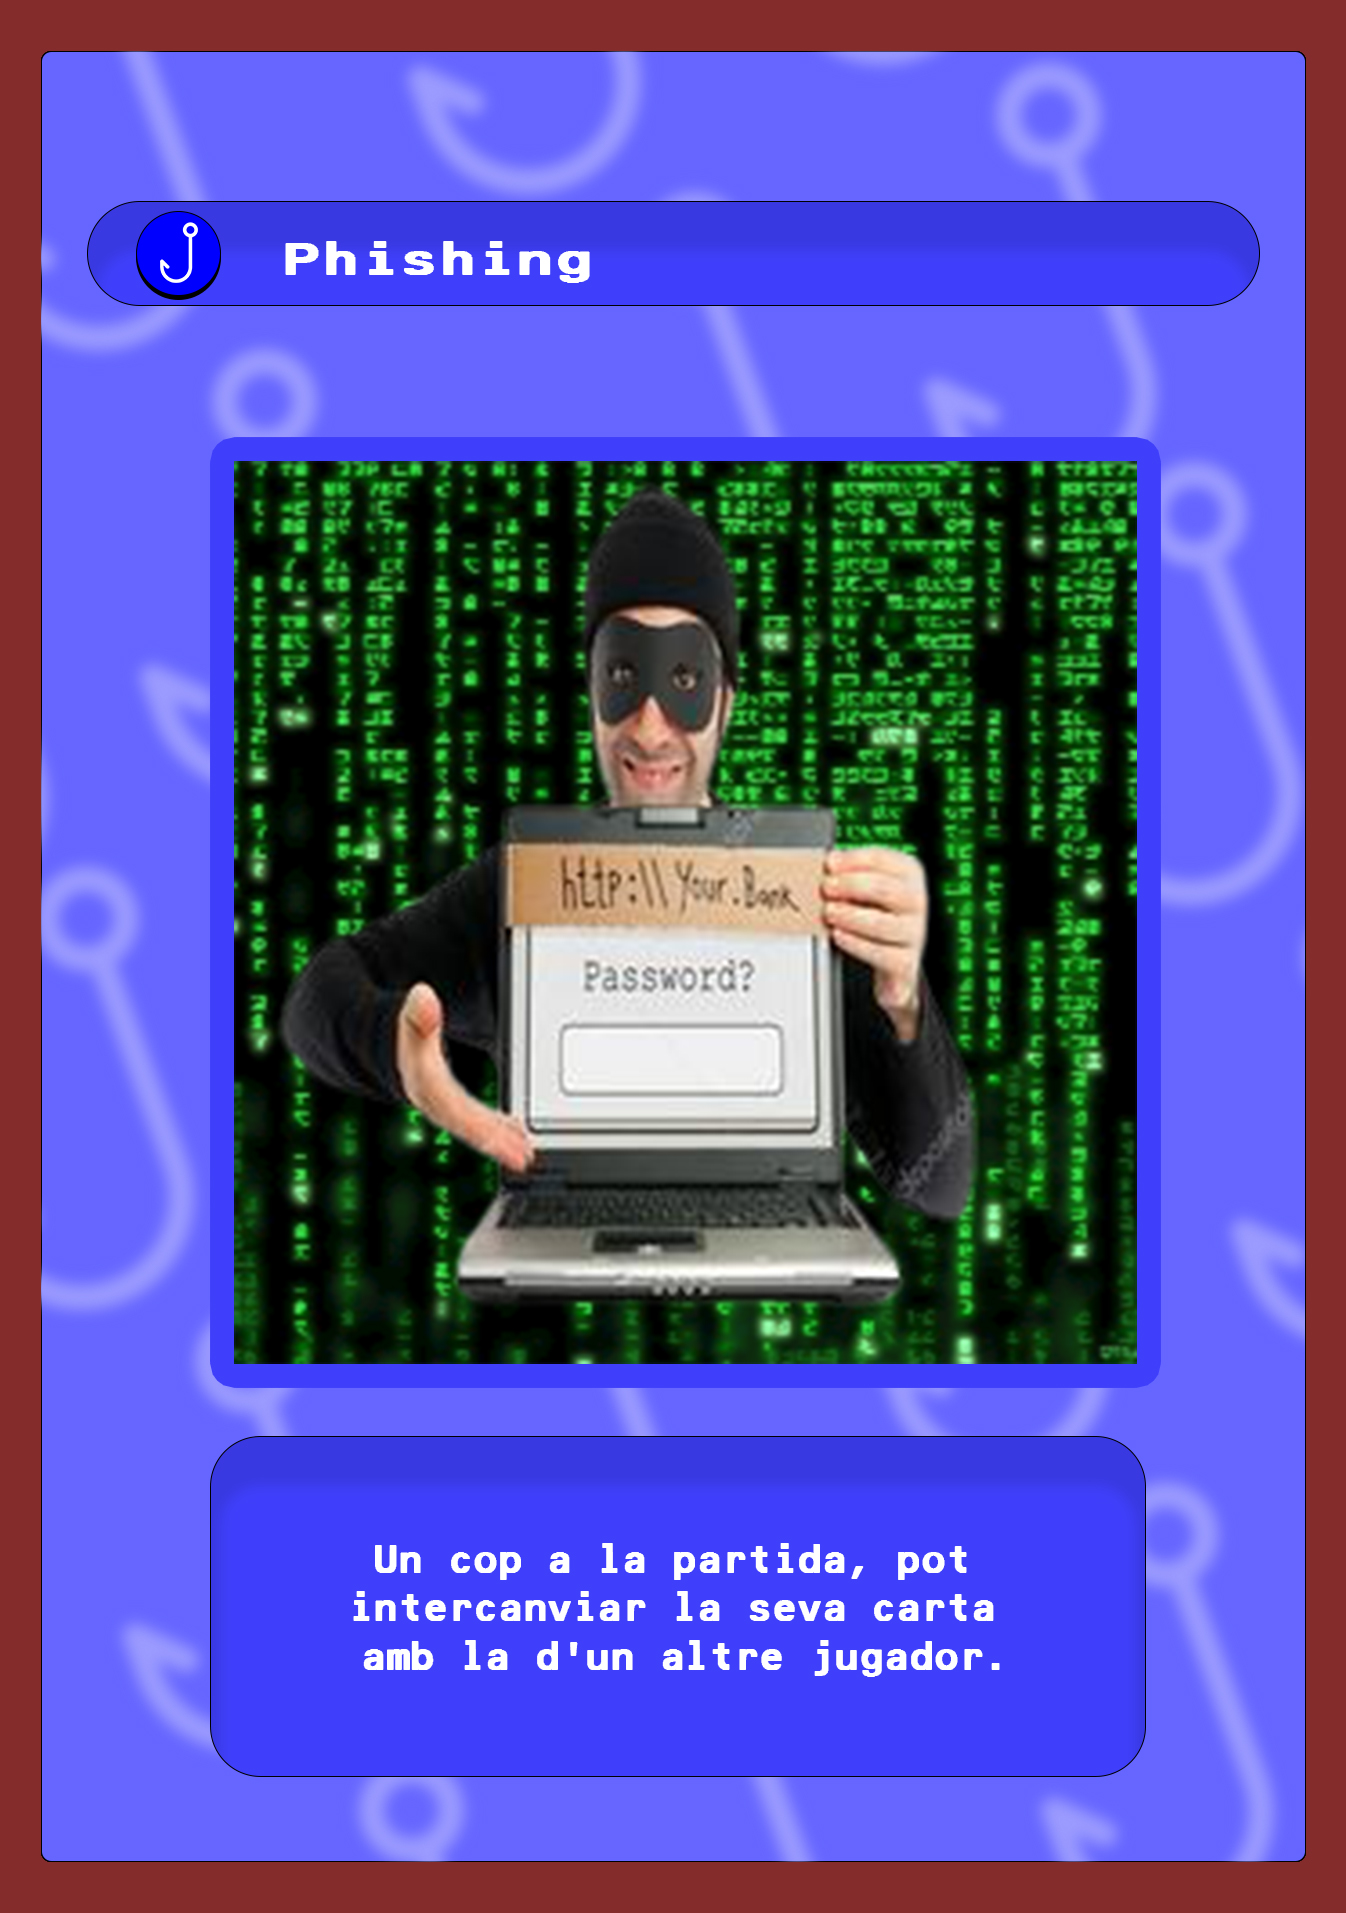 Phishing
http:\\Your.Bank
Password?
Un cop a la partida, pot
intercanviar la seva carta
amb la d'un altre jugador.